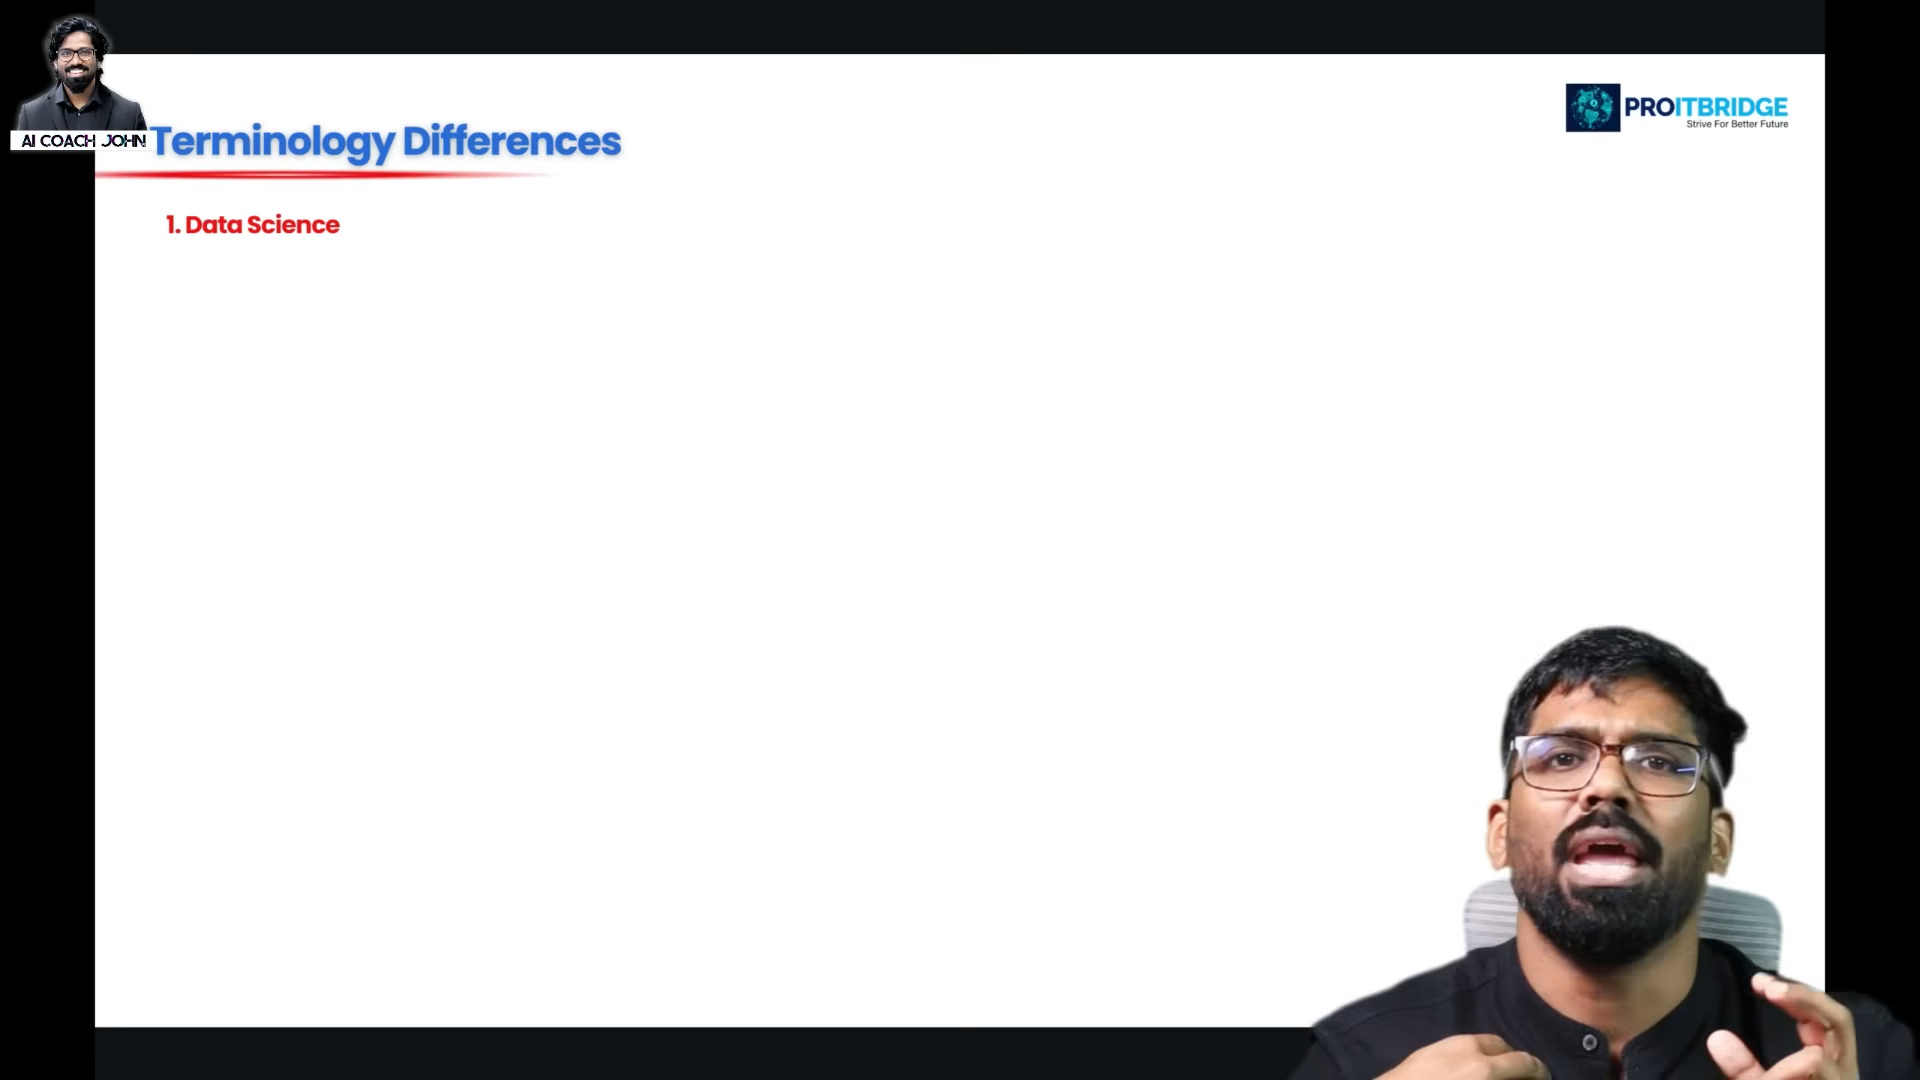 AI COACH JOHN
Terminology Differences
PROITBRIDGE
Strive For Better Future
1. Data Science